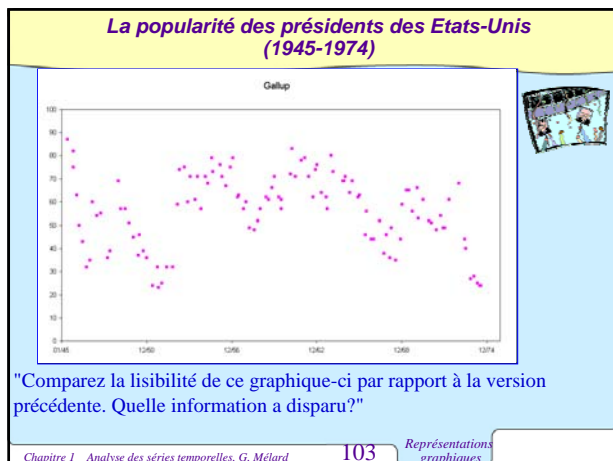 La popularité des présidents des Etats-Unis
(1945-1974)
Gallup
100
90
80
70
60
50
40
30
20
10
0
01/45
12/50
12/56
12/62
12/68
12/74
"Comparez la lisibilité de ce graphique-ci par rapport à la version
précédente. Quelle information a disparu?"
Chapitre 1 Analyse des séries temporelles, G. Mélard
103
Représentations
graphiques